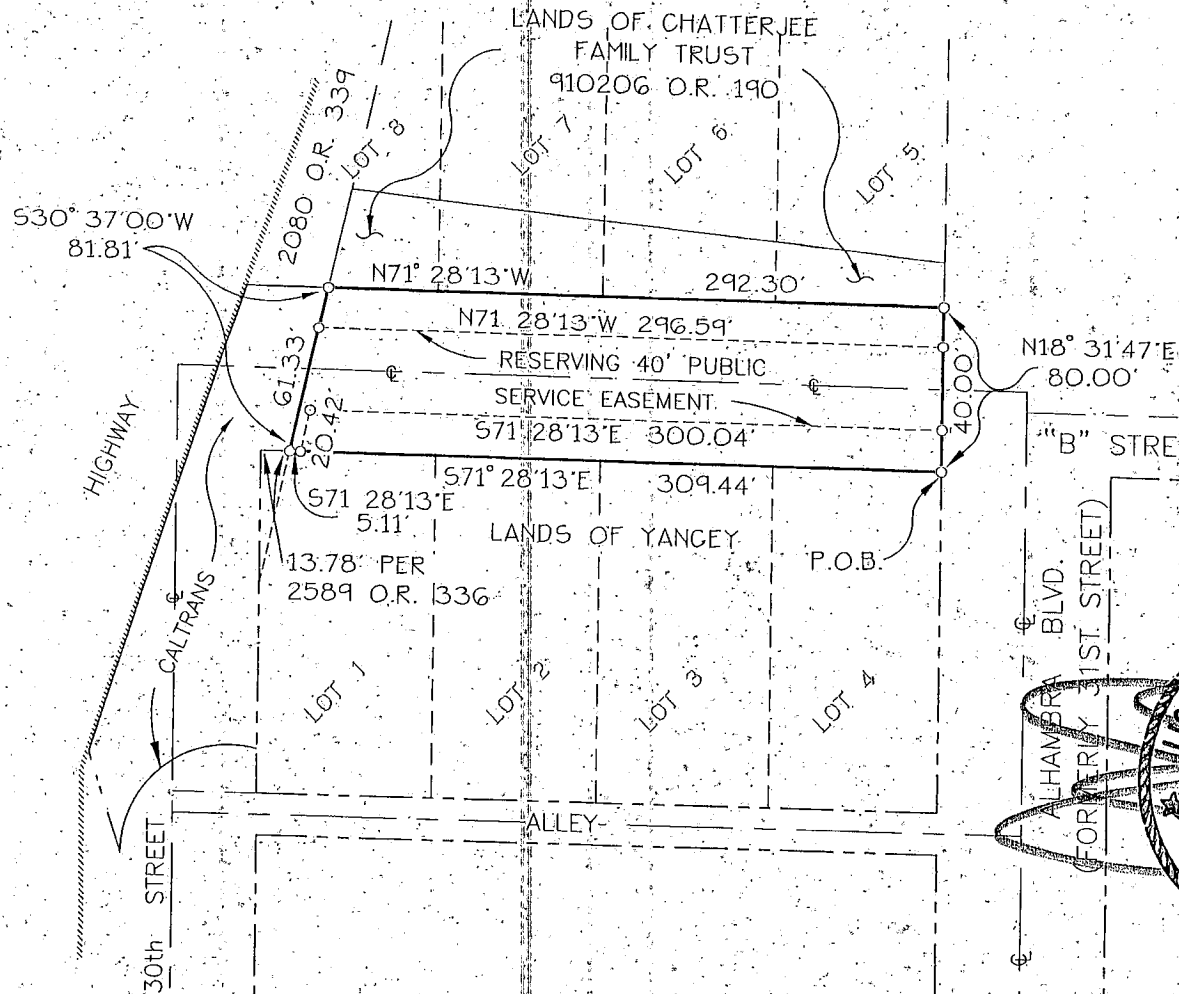 LANDS OF CHATTERJEE
FAMILY TRUST
910206 O.R. 190
2080 O.R. 339
LOT 8
LOT 7
LOT 6
LOT 5
S30° 37'00"W
81.81'
N71° 28'13"W 292.30'
N71 28'13"W 296.59'
RESERVING 40' PUBLIC
SERVICE EASEMENT
S71 28'13"E 300.04'
S71° 28'13"E 309.44'
61.33'
20.42'
40.00'
N18° 31'47"E
80.00'
"B" STRE
HIGHWAY
S71 28'13"E
5.11'
13.78' PER
2589 O.R. 336
LANDS OF YANCEY
P.O.B.
CALTRANS
LOT 1
LOT 2
LOT 3
LOT 4
ALHAMBRA BLVD.
(FORMERLY 31ST. STREET)
ALLEY
30th STREET